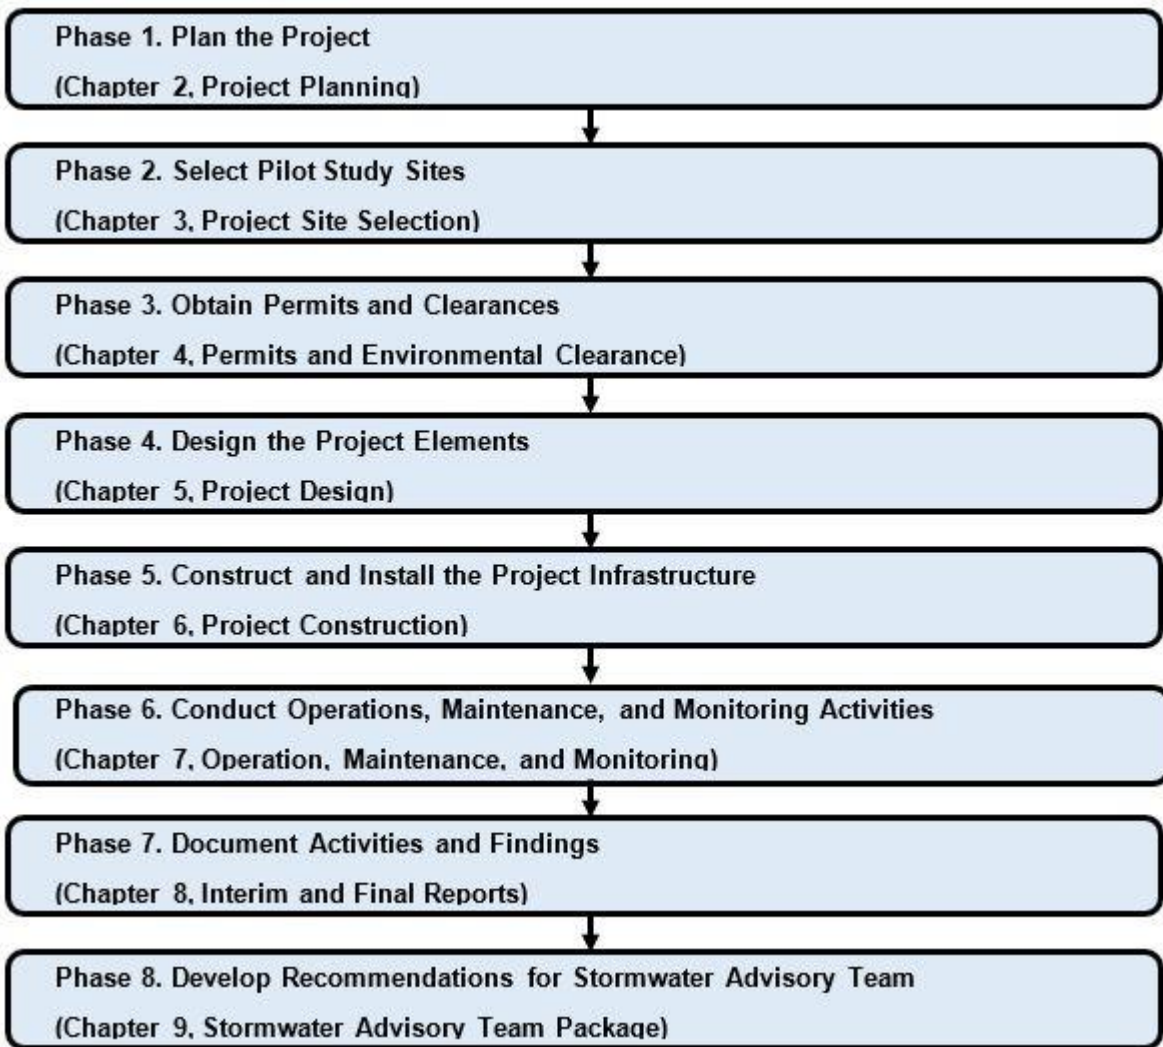 Phase 1. Plan the Project
(Chapter 2, Project Planning)
Phase 2. Select Pilot Study Sites
(Chapter 3, Project Site Selection)
Phase 3. Obtain Permits and Clearances
(Chapter 4, Permits and Environmental Clearance)
Phase 4. Design the Project Elements
(Chapter 5, Project Design)
Phase 5. Construct and Install the Project Infrastructure
(Chapter 6, Project Construction)
Phase 6. Conduct Operations, Maintenance, and Monitoring Activities
(Chapter 7, Operation, Maintenance, and Monitoring)
Phase 7. Document Activities and Findings
(Chapter 8, Interim and Final Reports)
Phase 8. Develop Recommendations for Stormwater Advisory Team
(Chapter 9, Stormwater Advisory Team Package)